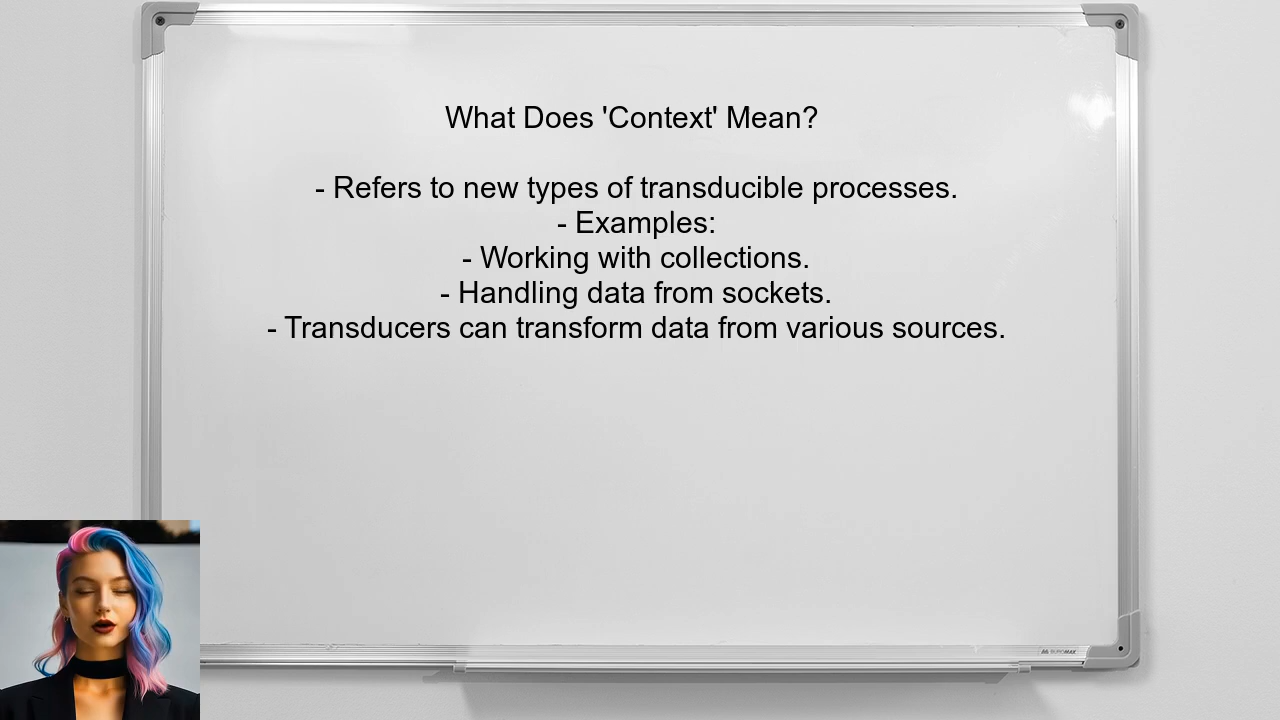 What Does 'Context' Mean?
- Refers to new types of transducible processes.
- Examples:
- Working with collections.
- Handling data from sockets.
- Transducers can transform data from various sources.
BUROMAX